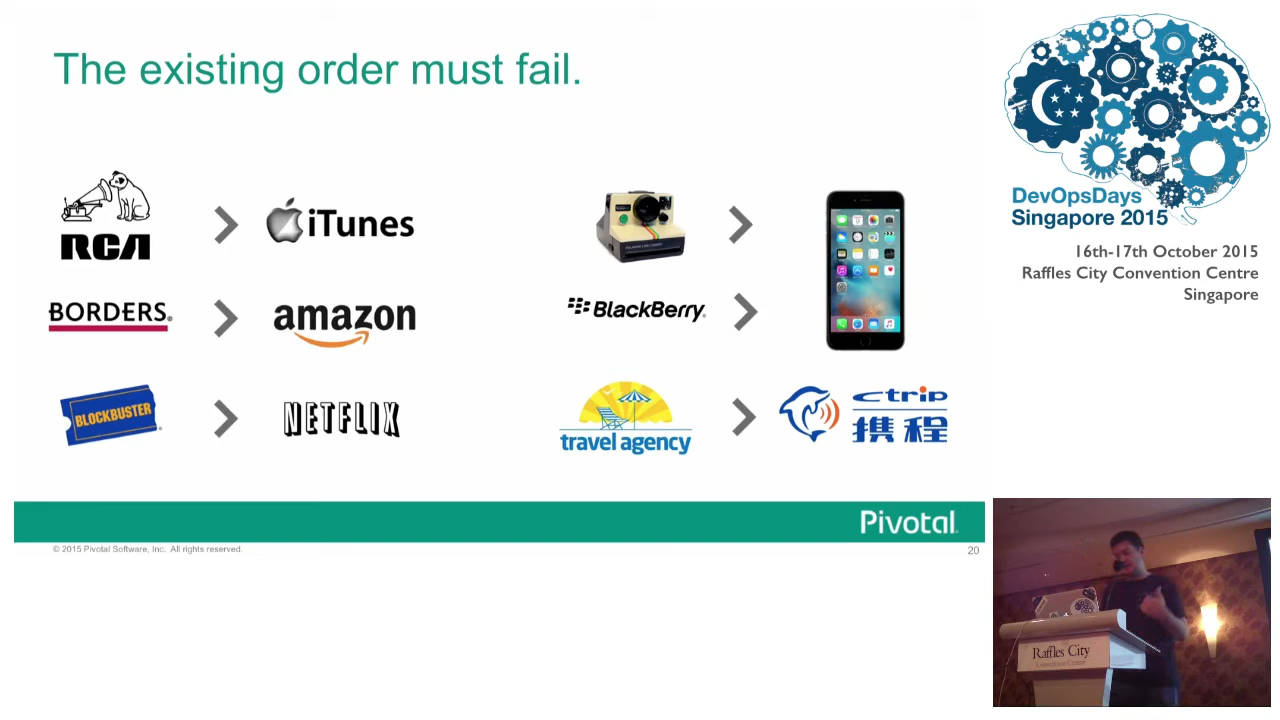 The existing order must fail.
RCA
iTunes
BORDERS®
amazon
BlackBerry®
BLOCKBUSTER®
NETFLIX
travel agency
ctrip
携程
Pivotal
© 2015 Pivotal Software, Inc. All rights reserved.
20
DevOpsDays
Singapore 2015
16th-17th October 2015
Raffles City Convention Centre
Singapore
Raffles City
Convention Centre